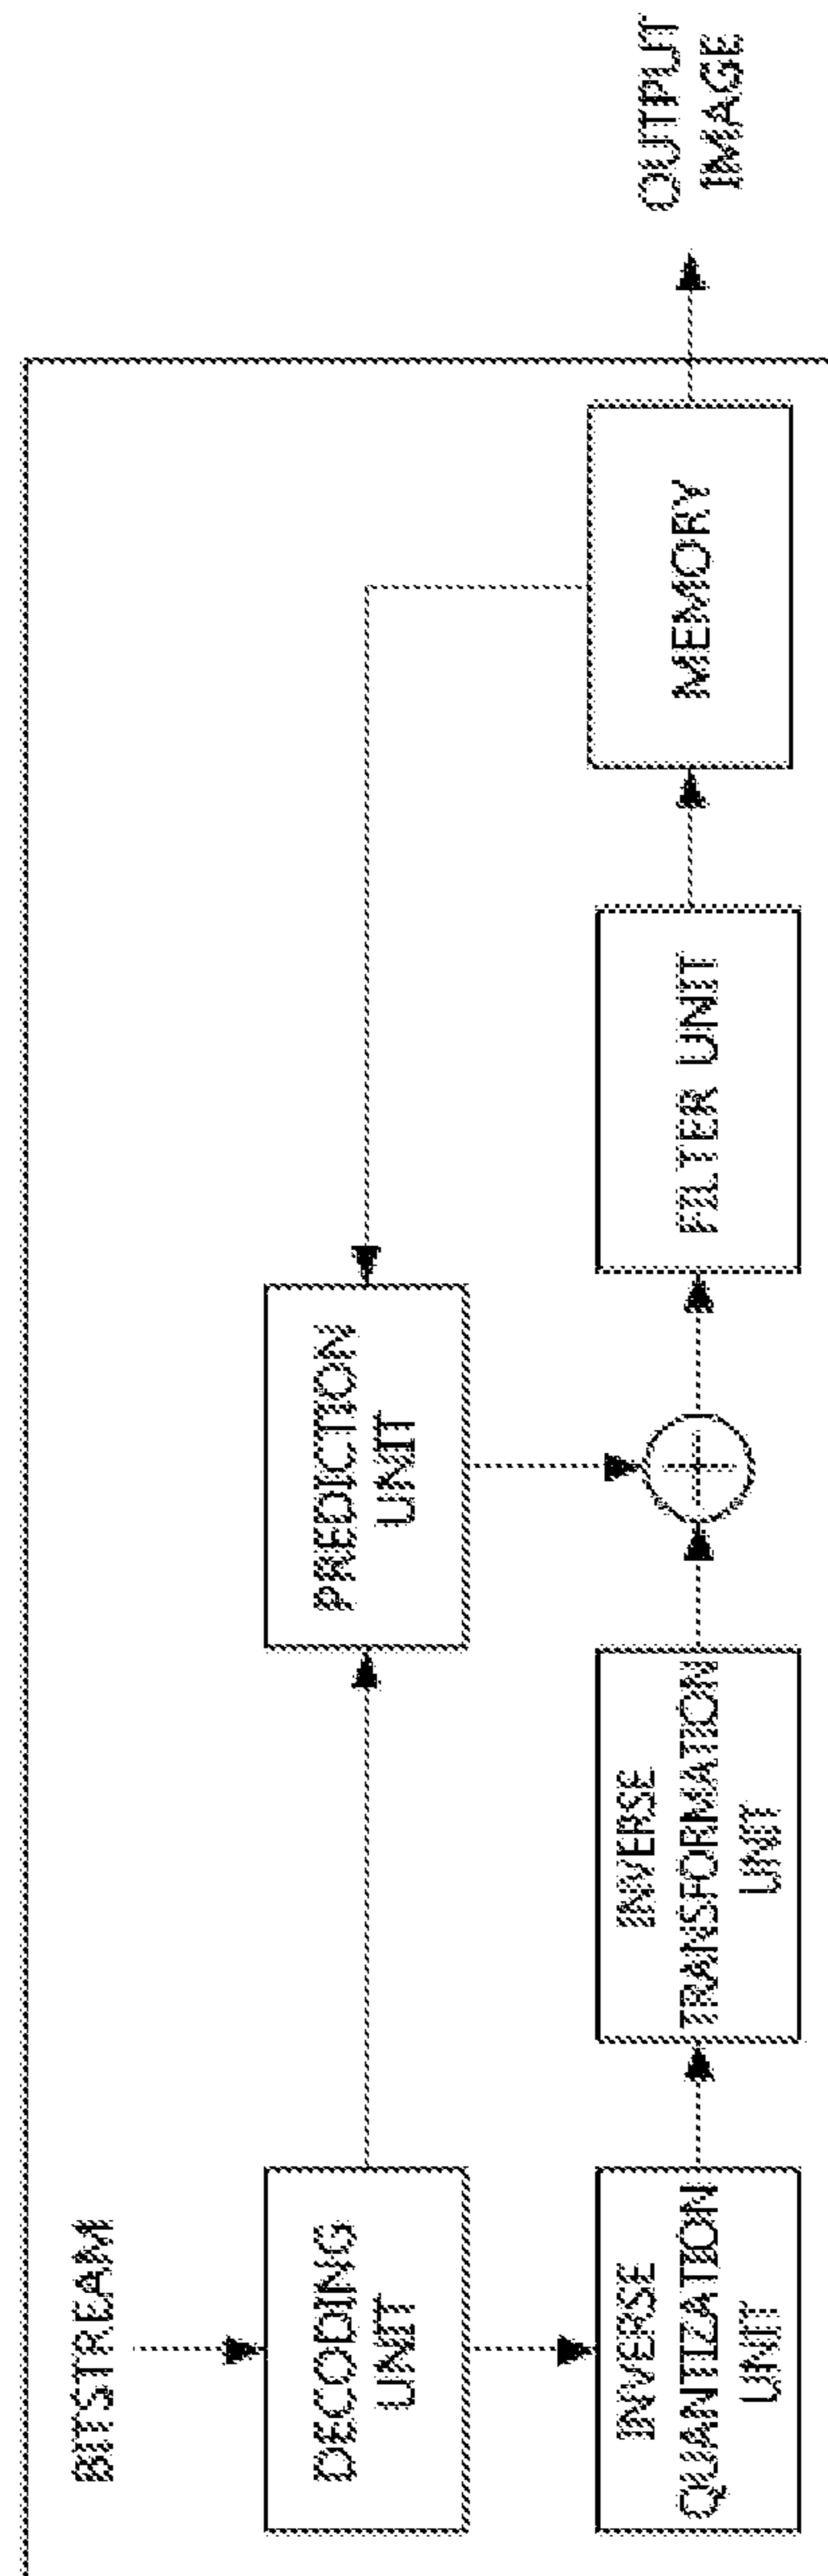 BITSTREAM
DECODING
UNIT
PREDICTION
UNIT
INVERSE
QUANTIZATION
UNIT
INVERSE
TRANSFORMATION
UNIT
FILTER UNIT
MEMORY
OUTPUT
IMAGE